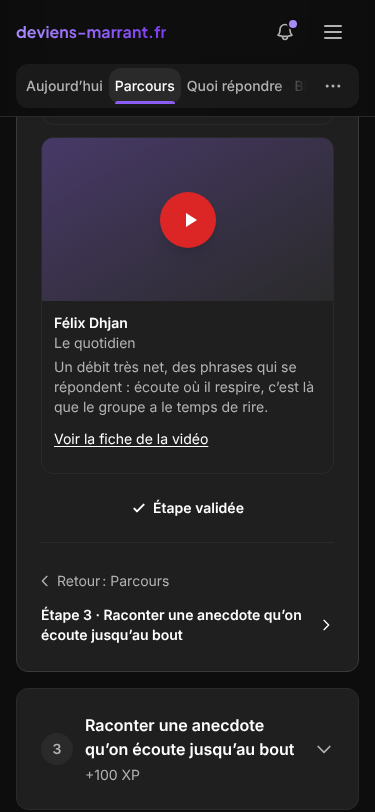 deviens-marrant.fr
Aujourd’hui Parcours Quoi répondre
Félix Dhjan
Le quotidien
Un débit très net, des phrases qui se
répondent : écoute où il respire, c’est là
que le groupe a le temps de rire.
Voir la fiche de la vidéo
Étape validée
Retour : Parcours
Étape 3 · Raconter une anecdote qu’on
écoute jusqu’au bout
3
Raconter une anecdote
qu’on écoute jusqu’au bout
+100 XP